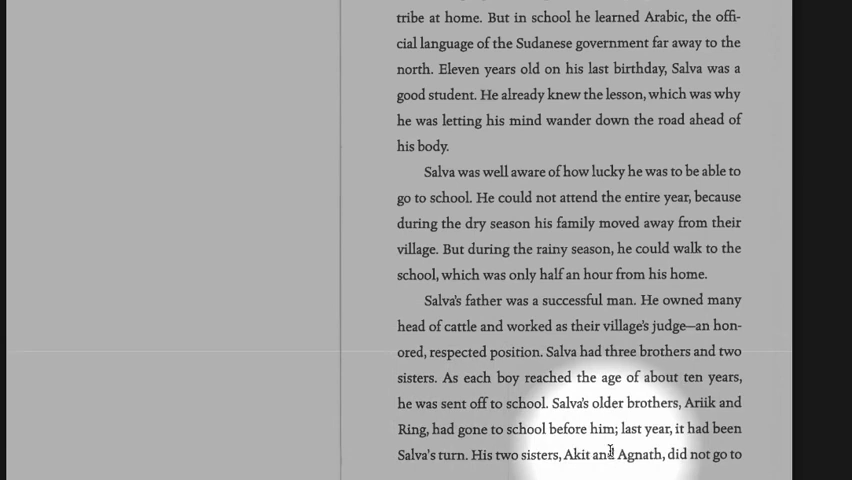 tribe at home. But in school he learned Arabic, the offi-
cial language of the Sudanese government far away to the
north. Eleven years old on his last birthday, Salva was a
good student. He already knew the lesson, which was why
he was letting his mind wander down the road ahead of
his body.
Salva was well aware of how lucky he was to be able to
go to school. He could not attend the entire year, because
during the dry season his family moved away from their
village. But during the rainy season, he could walk to the
school, which was only half an hour from his home.
Salva's father was a successful man. He owned many
head of cattle and worked as their village's judge—an hon-
ored, respected position. Salva had three brothers and two
sisters. As each boy reached the age of about ten years,
he was sent off to school. Salva's older brothers, Ariik and
Ring, had gone to school before him; last year, it had been
Salva's turn. His two sisters, Akit and Agnath, did not go to